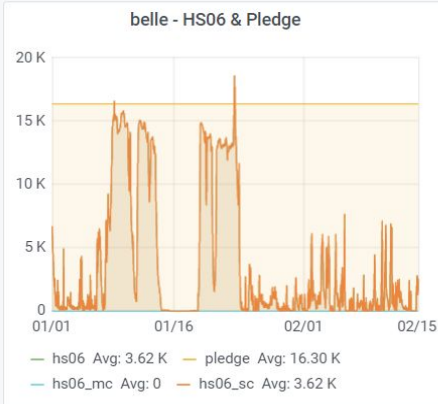 belle - HS06 & Pledge
20 K
15 K
10 K
5 K
0
01/01 01/16 02/01 02/15
hs06 Avg: 3.62 K pledge Avg: 16.30 K
hs06_mc Avg: 0 hs06_sc Avg: 3.62 K